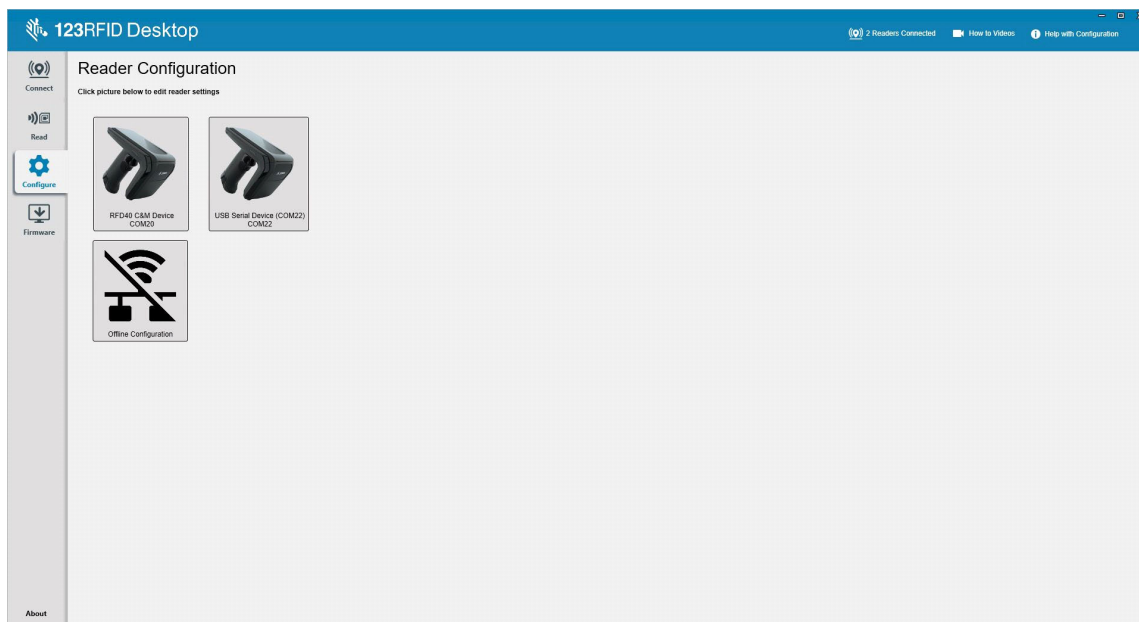 123RFID Desktop
2 Readers Connected
How to Videos
Help with Configuration
Connect
Read
Configure
Firmware
About
Reader Configuration
Click picture below to edit reader settings
RFD40 C&M Device
COM20
USB Serial Device (COM22)
COM22
Offline Configuration